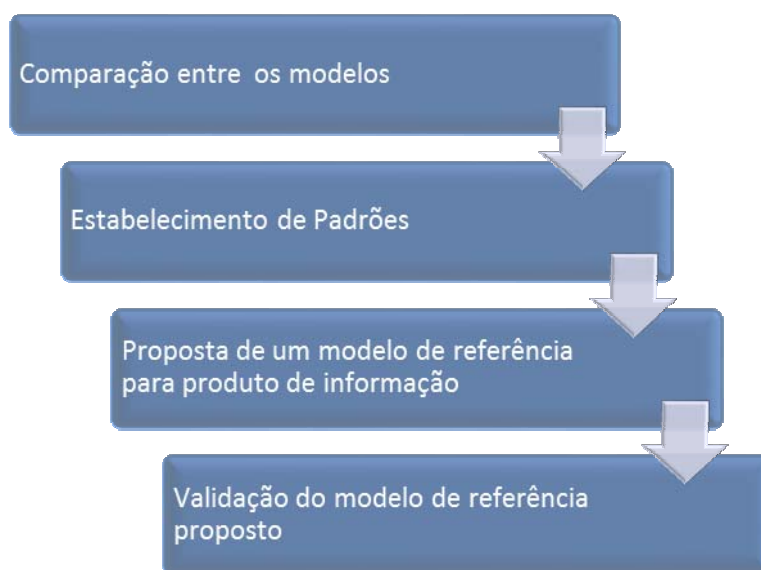 Comparação entre os modelos
Estabelecimento de Padrões
Proposta de um modelo de referência
para produto de informação
Validação do modelo de referência
proposto